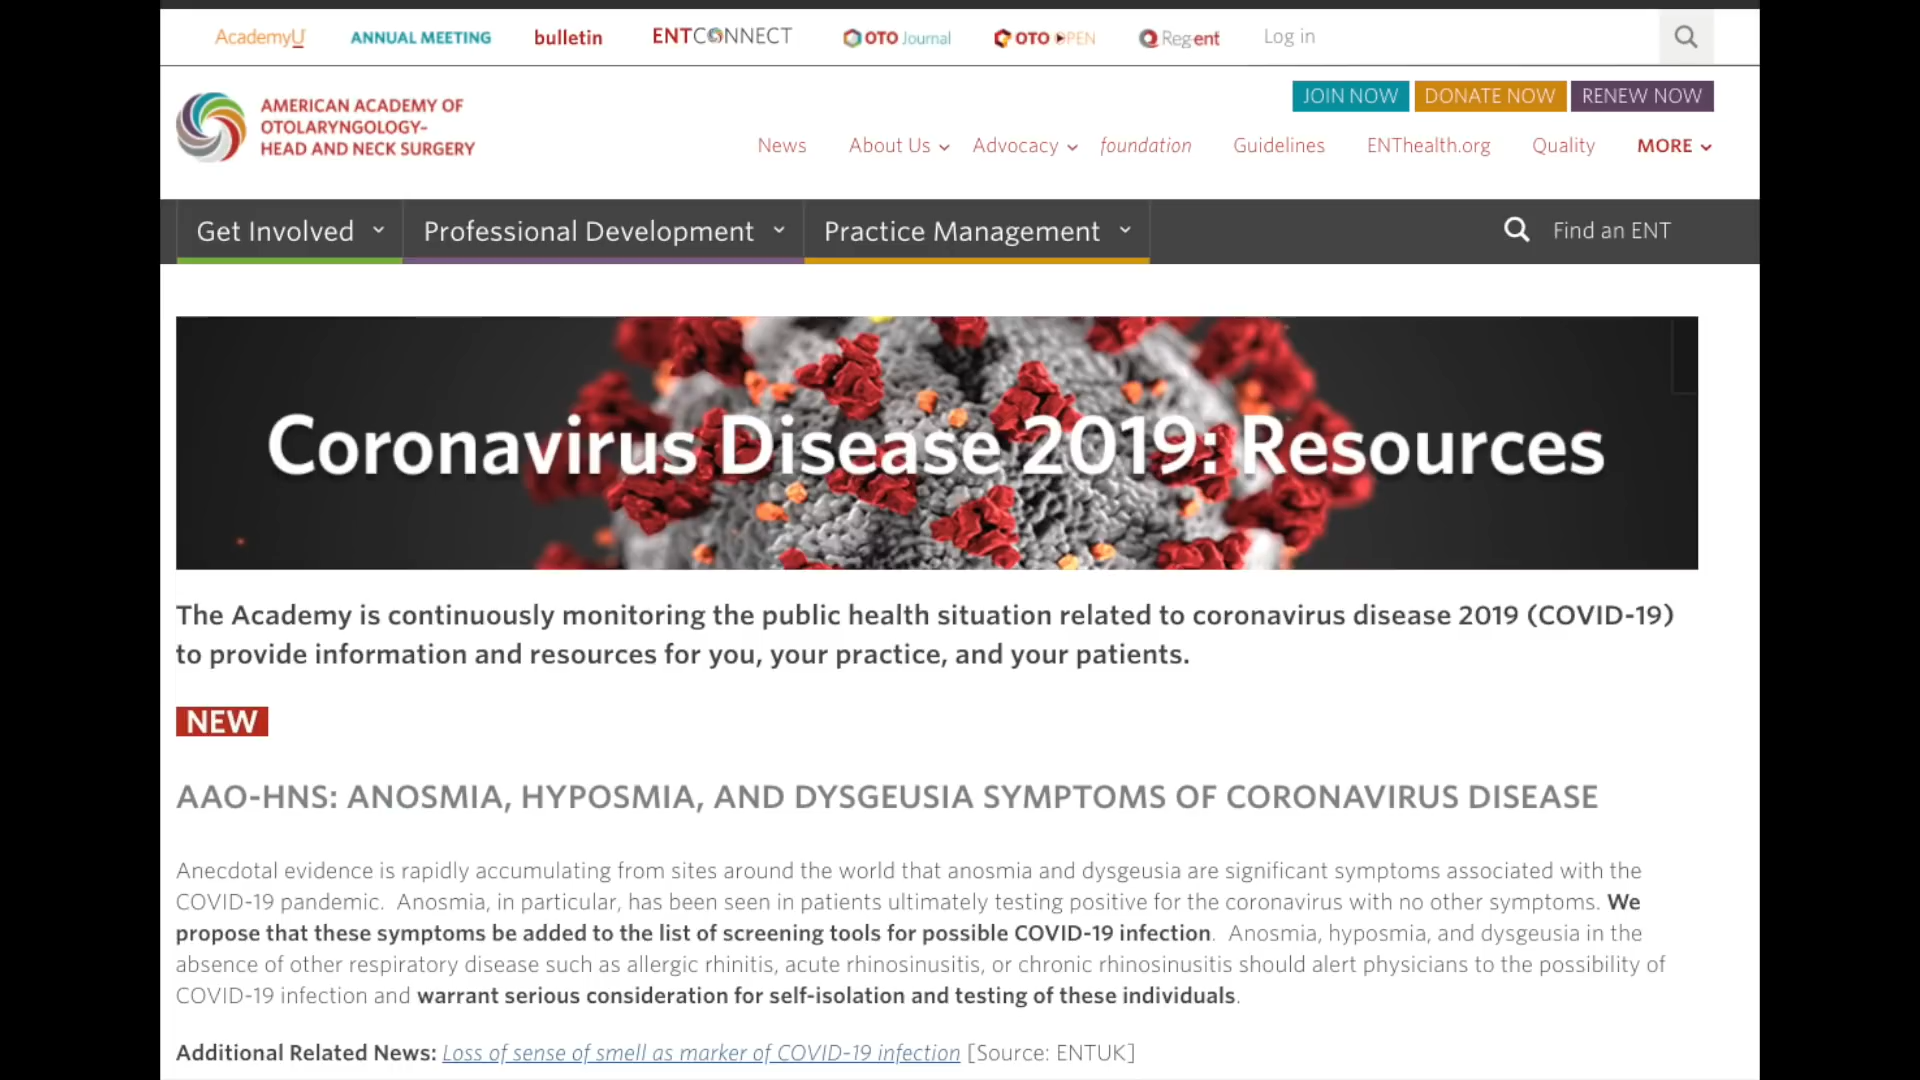 AcademyU ANNUAL MEETING bulletin ENTCONNECT OTO Journal OTO OPEN Reg-ent Log in
JOIN NOW DONATE NOW RENEW NOW
AMERICAN ACADEMY OF
OTOLARYNGOLOGY-
HEAD AND NECK SURGERY
News About Us Advocacy foundation Guidelines ENThealth.org Quality MORE
Get Involved Professional Development Practice Management Find an ENT
Coronavirus Disease 2019: Resources
The Academy is continuously monitoring the public health situation related to coronavirus disease 2019 (COVID-19)
to provide information and resources for you, your practice, and your patients.
NEW
AAO-HNS: ANOSMIA, HYPOSMIA, AND DYSGEUSIA SYMPTOMS OF CORONAVIRUS DISEASE
Anecdotal evidence is rapidly accumulating from sites around the world that anosmia and dysgeusia are significant symptoms associated with the
COVID-19 pandemic. Anosmia, in particular, has been seen in patients ultimately testing positive for the coronavirus with no other symptoms. We
propose that these symptoms be added to the list of screening tools for possible COVID-19 infection. Anosmia, hyposmia, and dysgeusia in the
absence of other respiratory disease such as allergic rhinitis, acute rhinosinusitis, or chronic rhinosinusitis should alert physicians to the possibility of
COVID-19 infection and warrant serious consideration for self-isolation and testing of these individuals.
Additional Related News: Loss of sense of smell as marker of COVID-19 infection [Source: ENTUK]